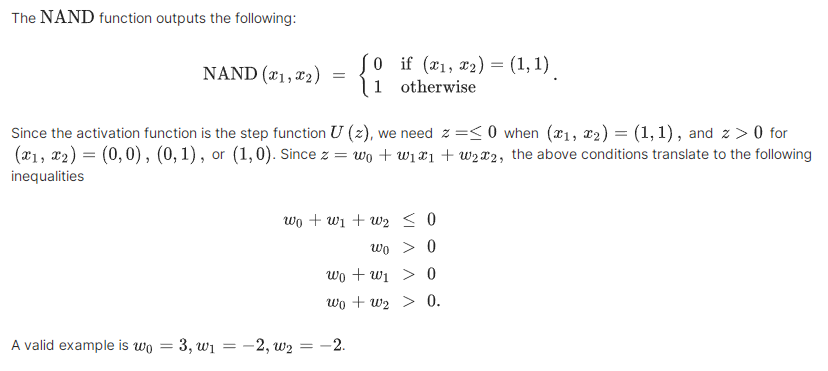 The NAND function outputs the following:
NAND (x₁, x₂) = { 0 if (x₁, x₂) = (1, 1)
1 otherwise .
Since the activation function is the step function U (z), we need z =≤ 0 when (x₁, x₂) = (1, 1), and z > 0 for
(x₁, x₂) = (0, 0), (0, 1), or (1, 0). Since z = w₀ + w₁x₁ + w₂x₂, the above conditions translate to the following
inequalities
w₀ + w₁ + w₂ ≤ 0
w₀ > 0
w₀ + w₁ > 0
w₀ + w₂ > 0.
A valid example is w₀ = 3, w₁ = −2, w₂ = −2.